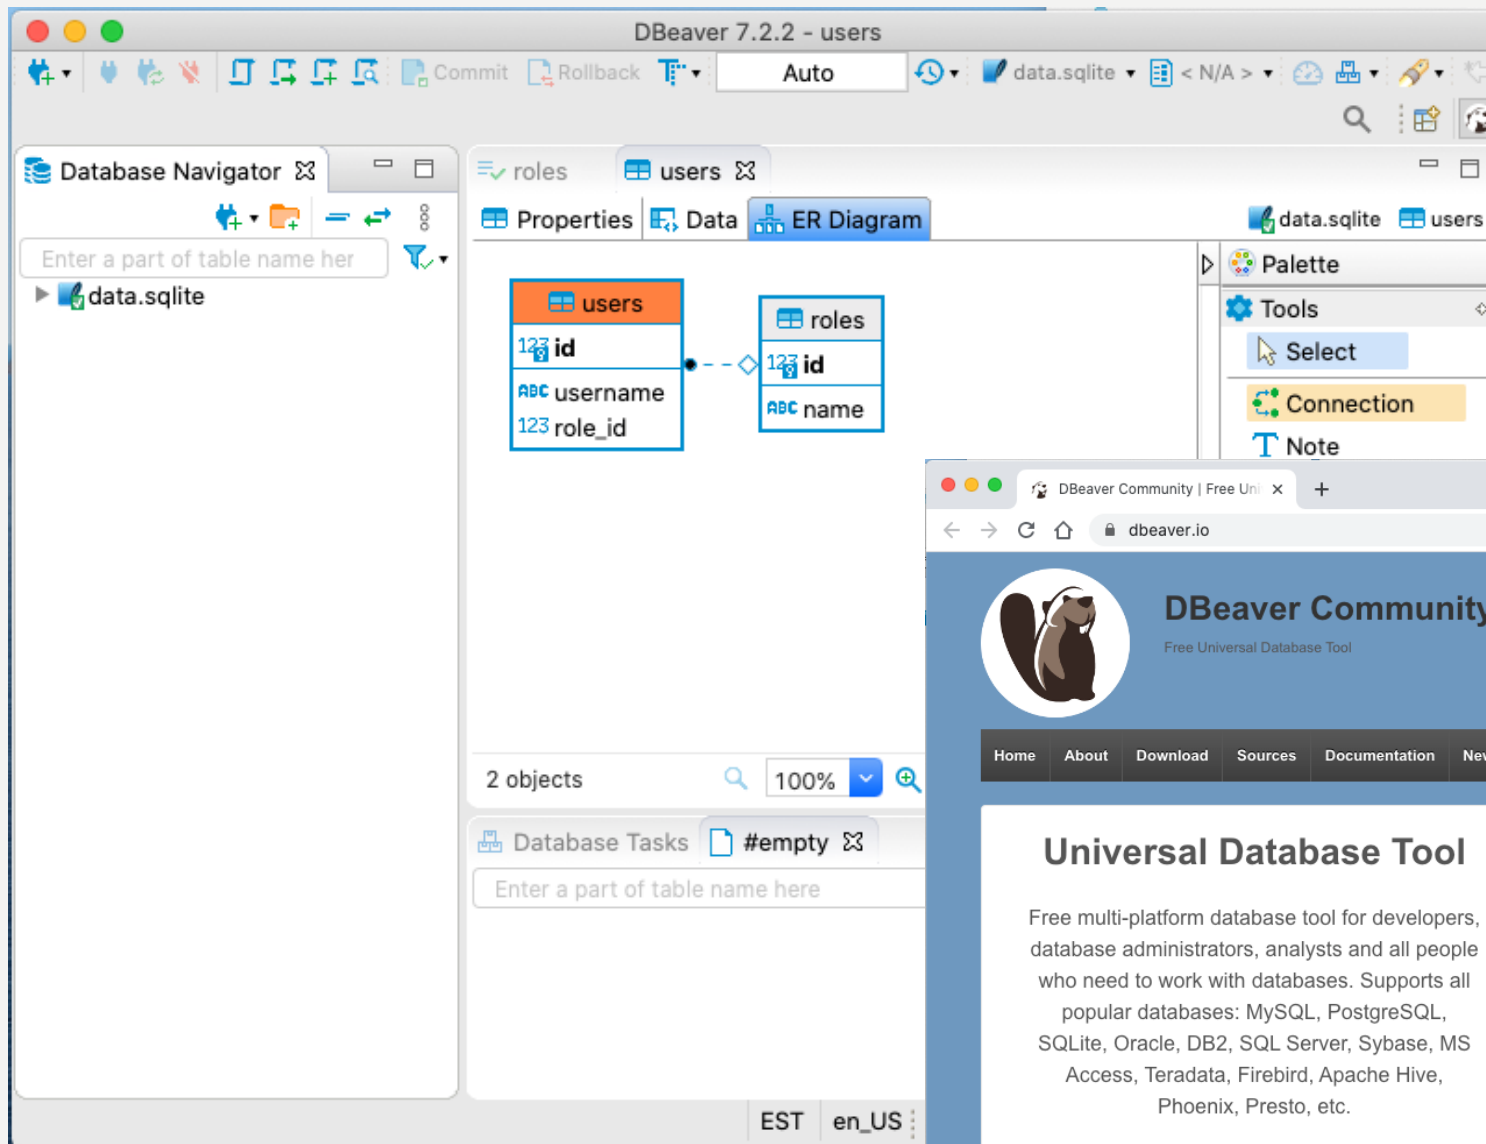 DBeaver 7.2.2 - users
Commit Rollback Auto data.sqlite < N/A >
Database Navigator
Enter a part of table name her
data.sqlite
roles users
Properties Data ER Diagram data.sqlite users
users
123 id
ABC username
123 role_id
roles
123 id
ABC name
Palette
Tools
Select
Connection
Note
2 objects 100%
Database Tasks #empty
Enter a part of table name here
EST en_US
DBeaver Community | Free Uni
dbeaver.io
DBeaver Community
Free Universal Database Tool
Home About Download Sources Documentation
Universal Database Tool
Free multi-platform database tool for developers,
database administrators, analysts and all people
who need to work with databases. Supports all
popular databases: MySQL, PostgreSQL,
SQLite, Oracle, DB2, SQL Server, Sybase, MS
Access, Teradata, Firebird, Apache Hive,
Phoenix, Presto, etc.